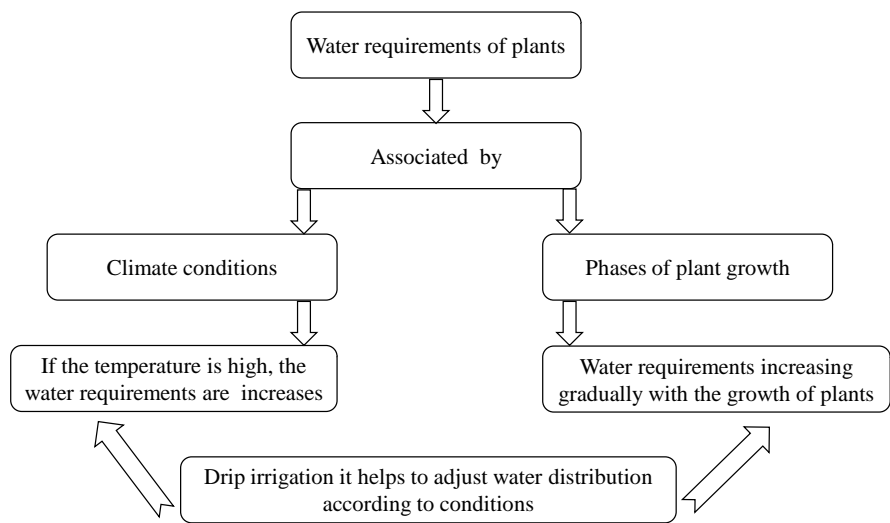 Water requirements of plants
Associated by
Climate conditions
Phases of plant growth
If the temperature is high, the
water requirements are increases
Water requirements increasing
gradually with the growth of plants
Drip irrigation it helps to adjust water distribution
according to conditions